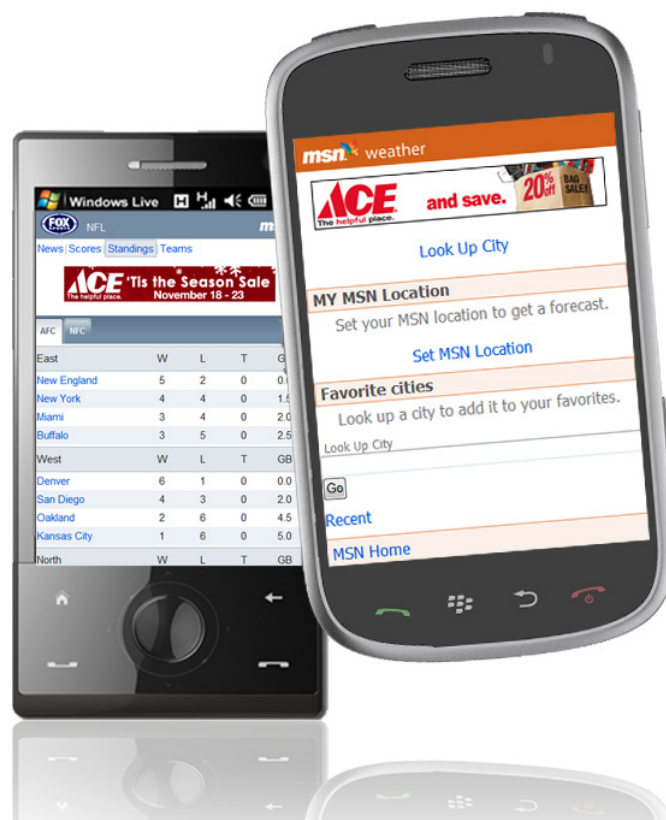 Windows Live H H
FOX SPORTS NFL
News | Scores | Standings | Teams
ACE 'Tis the Season Sale
The helpful place. November 18 - 23
AFC NFC
East W L T
New England 5 2 0
New York 4 4 0
Miami 3 4 0 2.0
Buffalo 3 5 0 2.5
West W L T GB
Denver 6 1 0 0.0
San Diego 4 3 0 2.0
Oakland 2 6 0 4.5
Kansas City 1 6 0 5.0
North W L T GB
msn weather
ACE and save. 20% off BAG SALE!
The helpful place.
Look Up City
MY MSN Location
Set your MSN location to get a forecast.
Set MSN Location
Favorite cities
Look up a city to add it to your favorites.
Look Up City
Go
Recent
MSN Home